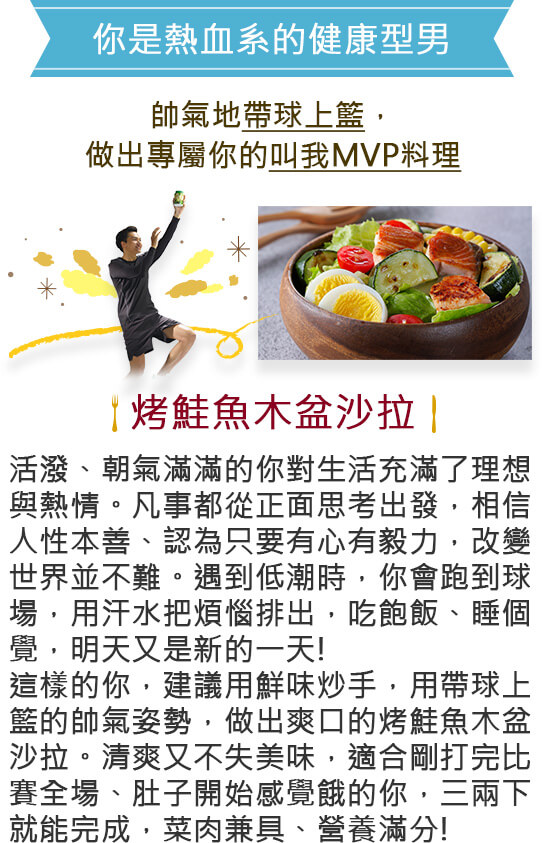 你是熱血系的健康型男
帥氣地帶球上籃，
做出專屬你的叫我MVP料理
烤鮭魚木盆沙拉
活潑、朝氣滿滿的你對生活充滿了理想
與熱情。凡事都從正面思考出發，相信
人性本善、認為只要有心有毅力，改變
世界並不難。遇到低潮時，你會跑到球
場，用汗水把煩惱排出，吃飽飯、睡個
覺，明天又是新的一天!
這樣的你，建議用鮮味炒手，用帶球上
籃的帥氣姿勢，做出爽口的烤鮭魚木盆
沙拉。清爽又不失美味，適合剛打完比
賽全場、肚子開始感覺餓的你，三兩下
就能完成，菜肉兼具、營養滿分!